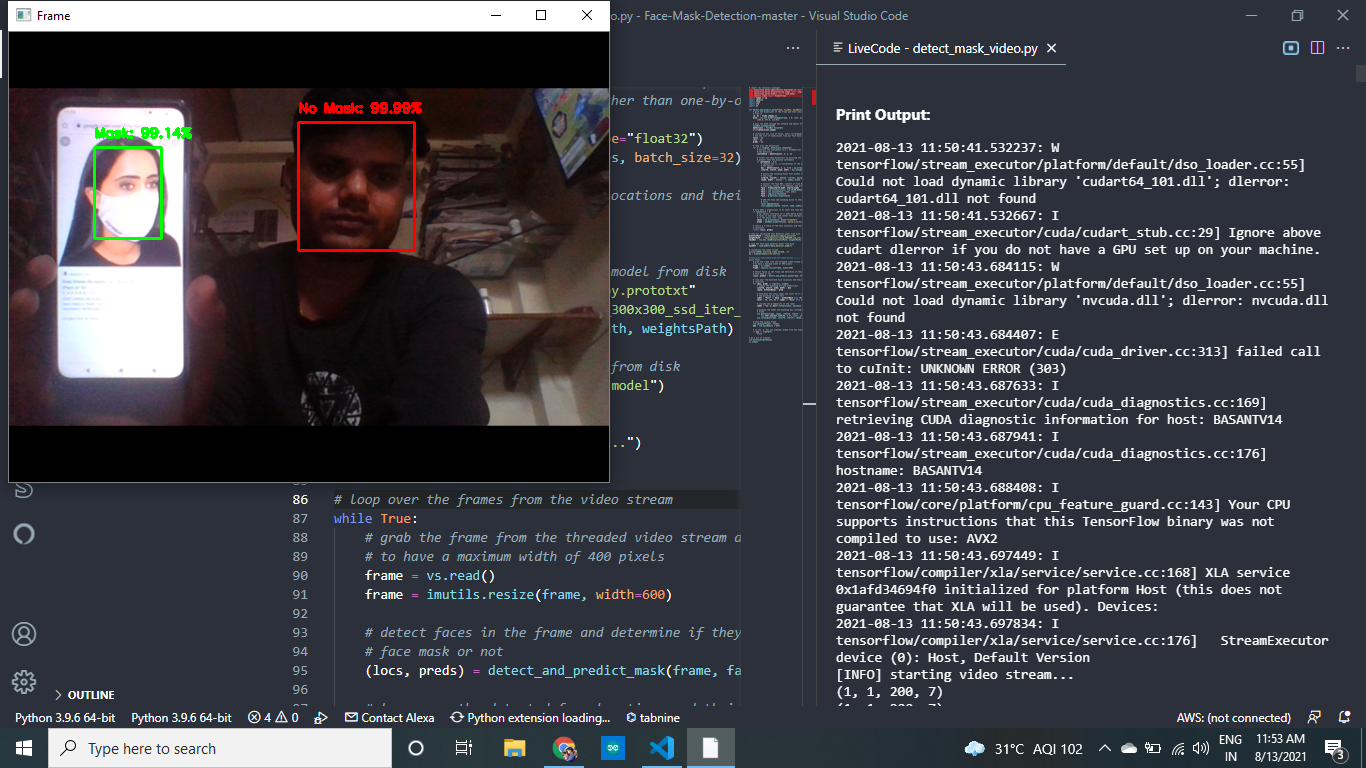 Frame
o.py - Face-Mask-Detection-master - Visual Studio Code
No Mask: 99.99%
Mask: 99.14%
LiveCode - detect_mask_video.py
her than one-by-o
e="float32")
s, batch_size=32)
ocations and thei
model from disk
y.prototxt"
300x300_ssd_iter_
th, weightsPath)
from disk
model")
..")
86 # loop over the frames from the video stream
87 while True:
88 # grab the frame from the threaded video stream a
89 # to have a maximum width of 400 pixels
90 frame = vs.read()
91 frame = imutils.resize(frame, width=600)
92
93 # detect faces in the frame and determine if they
94 # face mask or not
95 (locs, preds) = detect_and_predict_mask(frame, fa
96
OUTLINE
Print Output:
2021-08-13 11:50:41.532237: W
tensorflow/stream_executor/platform/default/dso_loader.cc:55]
Could not load dynamic library 'cudart64_101.dll'; dlerror:
cudart64_101.dll not found
2021-08-13 11:50:41.532667: I
tensorflow/stream_executor/cuda/cudart_stub.cc:29] Ignore above
cudart dlerror if you do not have a GPU set up on your machine.
2021-08-13 11:50:43.684115: W
tensorflow/stream_executor/platform/default/dso_loader.cc:55]
Could not load dynamic library 'nvcuda.dll'; dlerror: nvcuda.dll
not found
2021-08-13 11:50:43.684407: E
tensorflow/stream_executor/cuda/cuda_driver.cc:313] failed call
to cuInit: UNKNOWN ERROR (303)
2021-08-13 11:50:43.687633: I
tensorflow/stream_executor/cuda/cuda_diagnostics.cc:169]
retrieving CUDA diagnostic information for host: BASANTV14
2021-08-13 11:50:43.687941: I
tensorflow/stream_executor/cuda/cuda_diagnostics.cc:176]
hostname: BASANTV14
2021-08-13 11:50:43.688408: I
tensorflow/core/platform/cpu_feature_guard.cc:143] Your CPU
supports instructions that this TensorFlow binary was not
compiled to use: AVX2
2021-08-13 11:50:43.697449: I
tensorflow/compiler/xla/service/service.cc:168] XLA service
0x1afd34694f0 initialized for platform Host (this does not
guarantee that XLA will be used). Devices:
2021-08-13 11:50:43.697834: I
tensorflow/compiler/xla/service/service.cc:176] StreamExecutor
device (0): Host, Default Version
[INFO] starting video stream...
(1, 1, 200, 7)
(1, 1, 200, 7)
Python 3.9.6 64-bit Python 3.9.6 64-bit 4 0 Contact Alexa Python extension loading... tabnine AWS: (not connected)
Type here to search
31°C AQI 102
ENG
IN
11:53 AM
8/13/2021
3